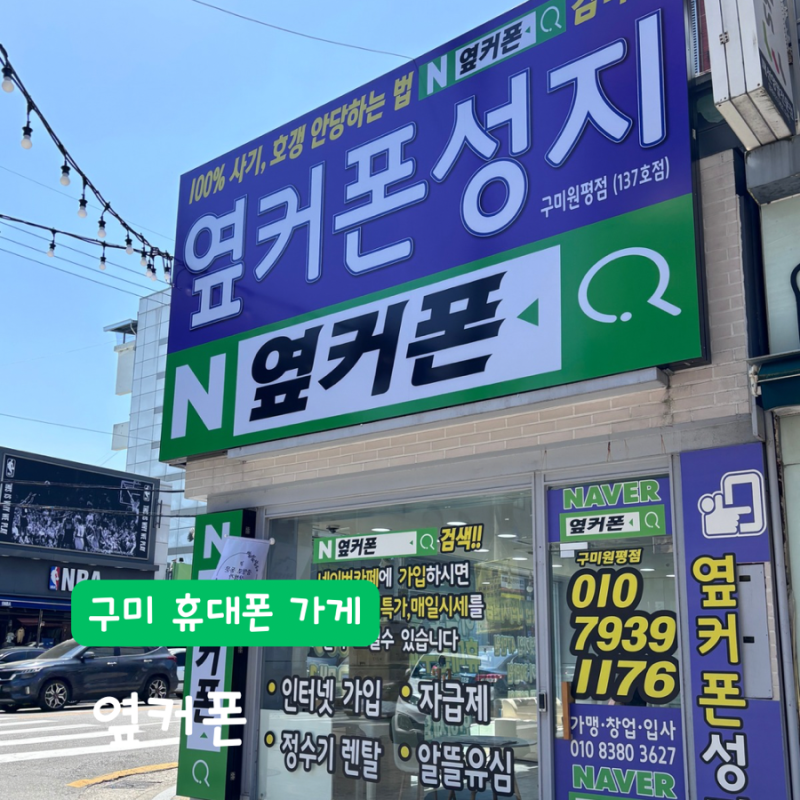 100% 사기, 호갱 안당하는 법
N 옆커폰
옆커폰성지
구미원평점 (137호점)
N 옆커폰
NAVER
옆커폰
구미원평점
010
7939
1176
가맹·창업·입사
010 8380 3627
NAVER
옆커폰성
N 옆커폰 검색!!
네이버카페에 가입하시면
특가, 매일시세를
수 있습니다
· 인터넷 가입
· 자급제
· 정수기 렌탈
· 알뜰유심
N
폰
NBA
구미 휴대폰 가게
옆커폰